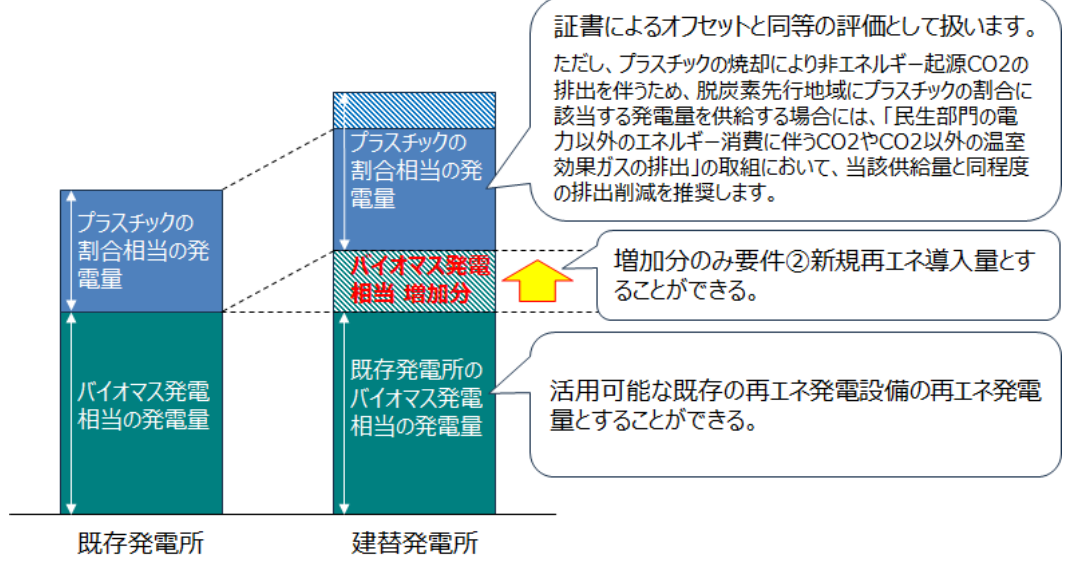 証書によるオフセットと同等の評価として扱います。
ただし、プラスチックの焼却により非エネルギー起源CO2の
排出を伴うため、脱炭素先行地域にプラスチックの割合に
該当する発電量を供給する場合には、「民生部門の電
力以外のエネルギー消費に伴うCO2やCO2以外の温室
効果ガスの排出」の取組において、当該供給量と同程度
の排出削減を推奨します。
プラスチックの
割合相当の発
電量
プラスチックの
割合相当の発
電量
バイオマス発電
相当 増加分
増加分のみ要件②新規再エネ導入量とす
ることができる。
バイオマス発電
相当の発電量
既存発電所の
バイオマス発電
相当の発電量
活用可能な既存の再エネ発電設備の再エネ発電
量とすることができる。
既存発電所
建替発電所